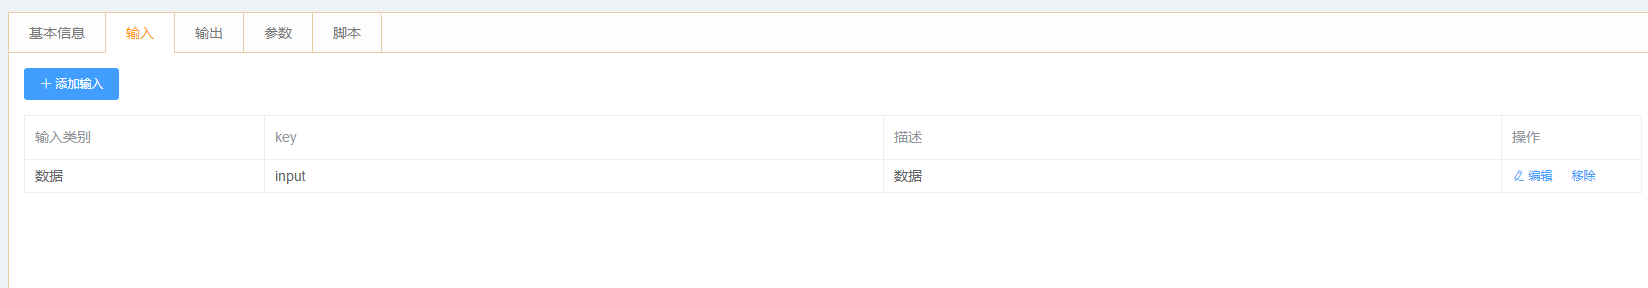 基本信息 输入 输出 参数 脚本
添加输入
输入类别 key 描述 操作
数据 input 数据 编辑 移除